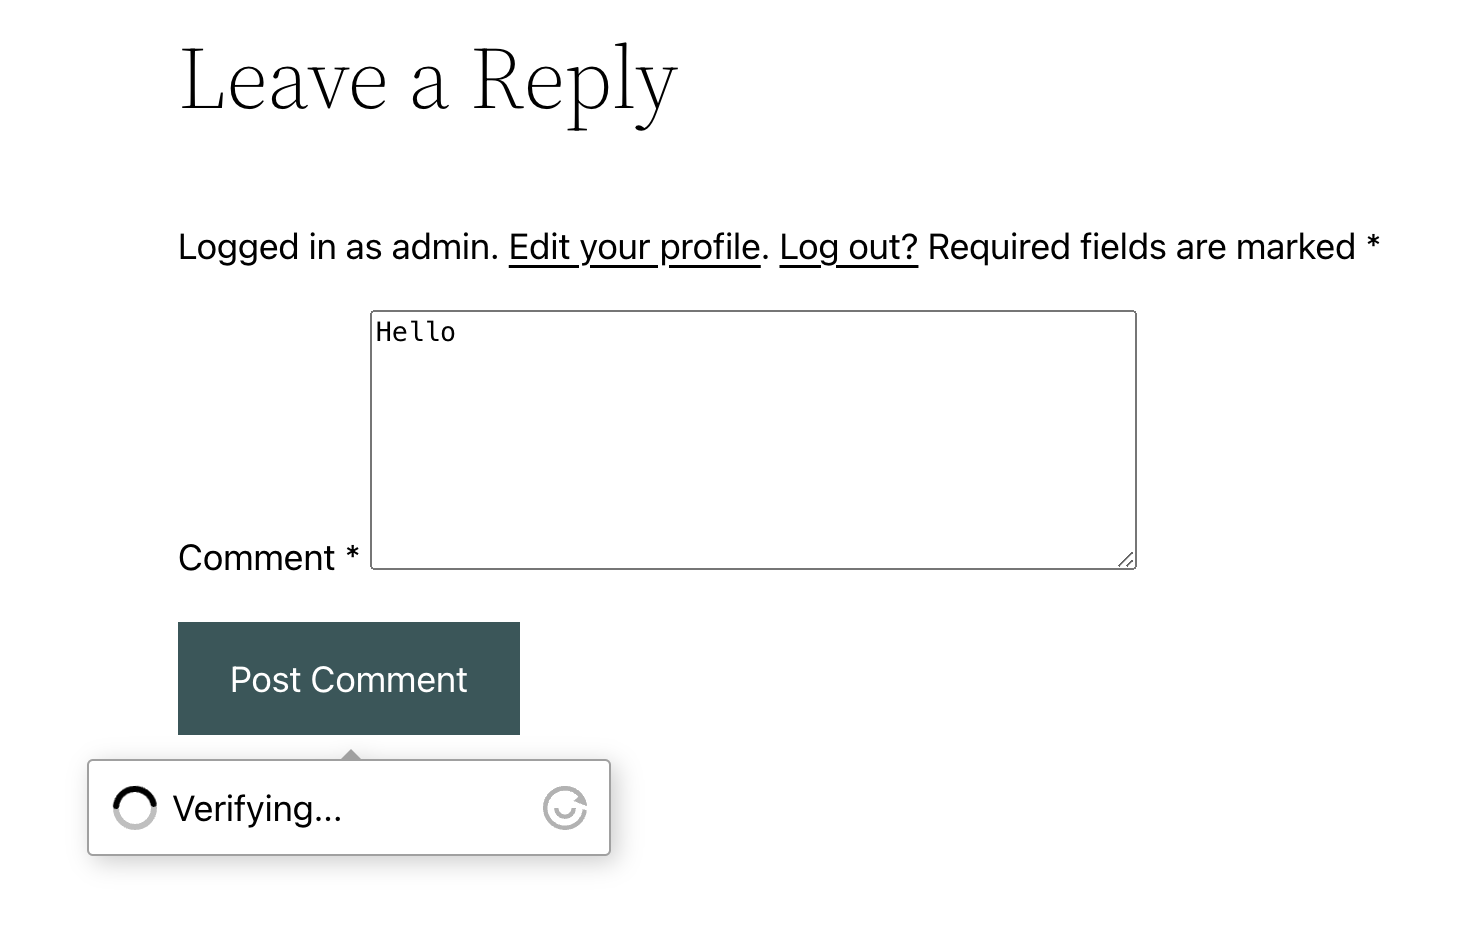 Leave a Reply
Logged in as admin. Edit your profile. Log out? Required fields are marked *
Hello
Comment *
Post Comment
Verifying...